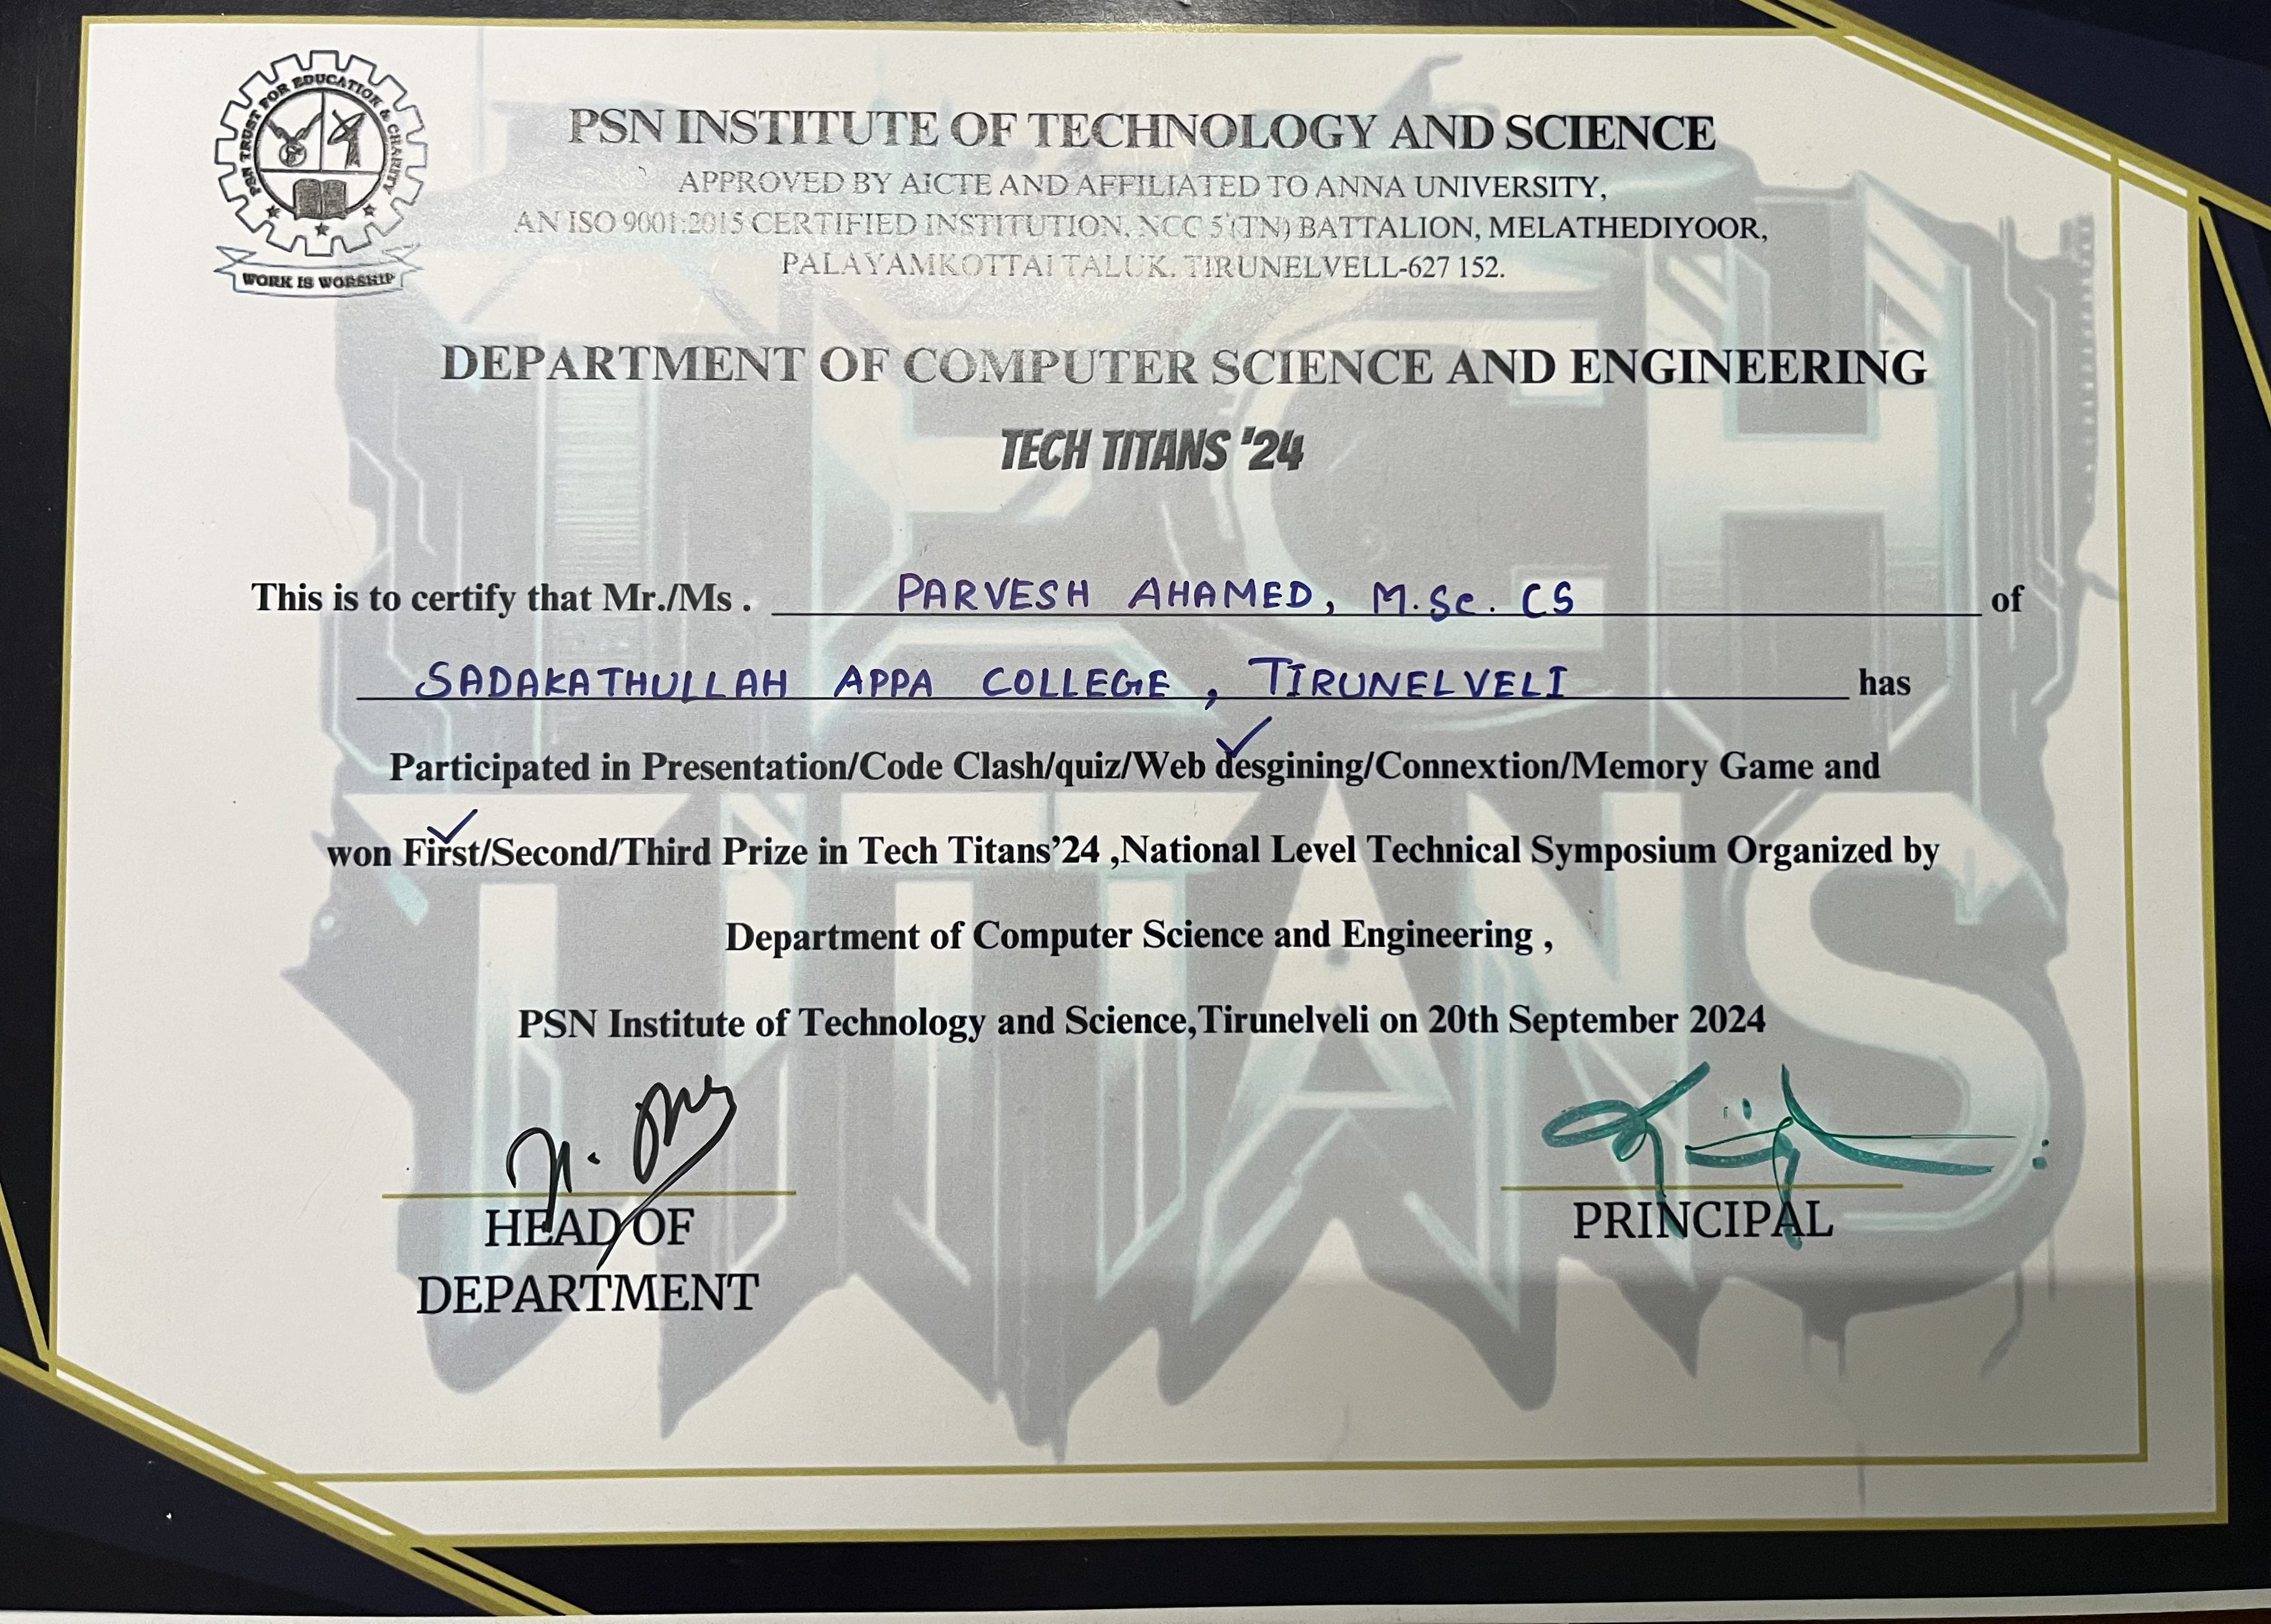 PSN TRUST FOR EDUCATION & CHARITY
WORK IS WORSHIP
PSN INSTITUTE OF TECHNOLOGY AND SCIENCE
APPROVED BY AICTE AND AFFILIATED TO ANNA UNIVERSITY,
AN ISO 9001:2015 CERTIFIED INSTITUTION, NCC 5 (TN) BATTALION, MELATHEDIYOOR,
PALAYAMKOTTAI TALUK. TIRUNELVELL-627 152.
DEPARTMENT OF COMPUTER SCIENCE AND ENGINEERING
TECH TITANS '24
This is to certify that Mr./Ms . PARVESH AHAMED, M.Sc. CS of
SADAKATHULLAH APPA COLLEGE, TIRUNELVELI has
Participated in Presentation/Code Clash/quiz/Web desgining/Connextion/Memory Game and
won First/Second/Third Prize in Tech Titans’24 ,National Level Technical Symposium Organized by
Department of Computer Science and Engineering ,
PSN Institute of Technology and Science,Tirunelveli on 20th September 2024
HEAD OF
DEPARTMENT
PRINCIPAL
TECH
TITANS